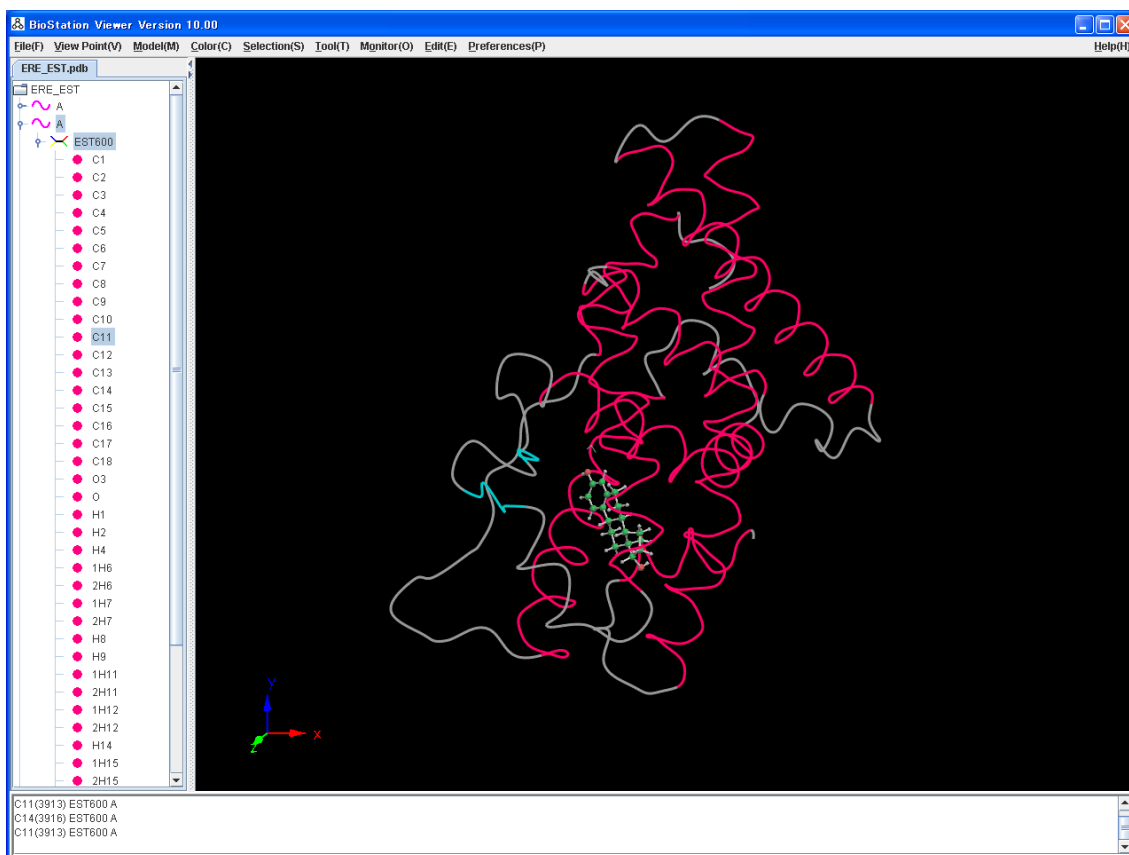 BioStation Viewer Version 10.00
File(F) View Point(V) Model(M) Color(C) Selection(S) Tool(T) Monitor(O) Edit(E) Preferences(P) Help(H)
ERE_EST.pdb
ERE_EST
A
A
EST600
C1
C2
C3
C4
C5
C6
C7
C8
C9
C10
C11
C12
C13
C14
C15
C16
C17
C18
O3
O
H1
H2
H4
1H6
2H6
1H7
2H7
H8
H9
1H11
2H11
1H12
2H12
H14
1H15
2H15
Y
X
Z
C11(3913) EST600 A
C14(3916) EST600 A
C11(3913) EST600 A